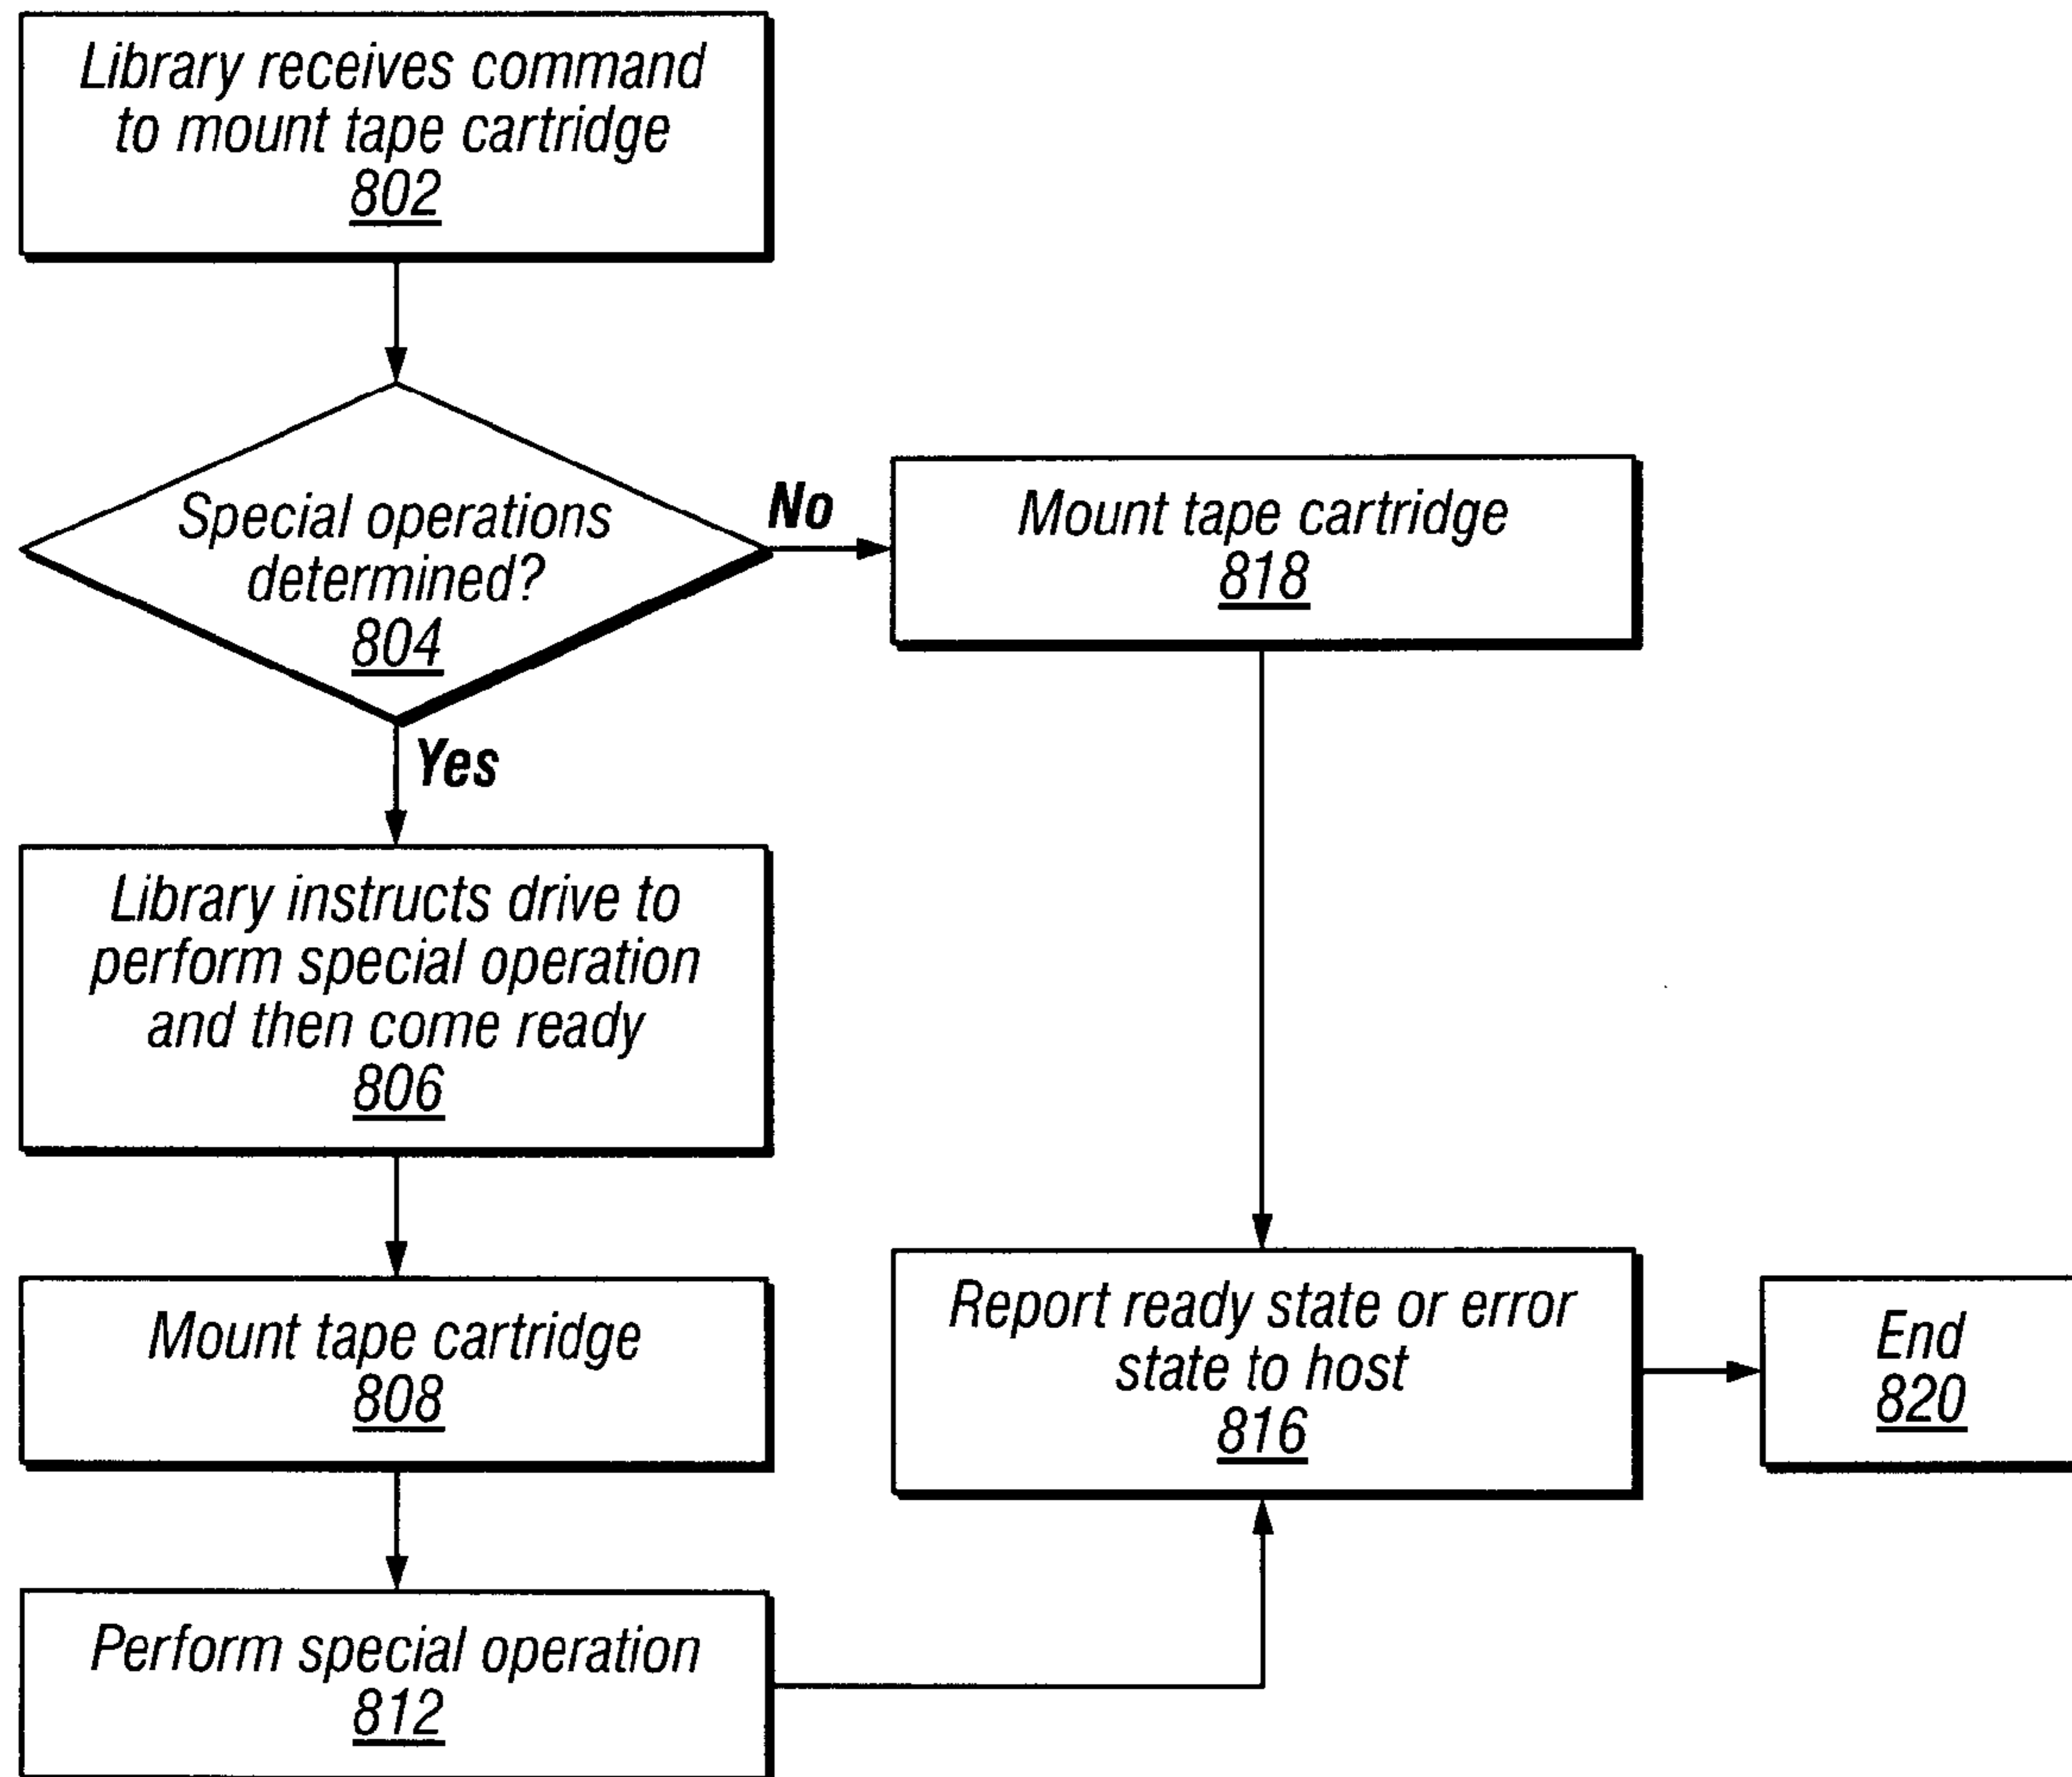 Library receives command
to mount tape cartridge
802
Special operations
determined?
804
No
Mount tape cartridge
818
Yes
Library instructs drive to
perform special operation
and then come ready
806
Mount tape cartridge
808
Report ready state or error
state to host
816
End
820
Perform special operation
812